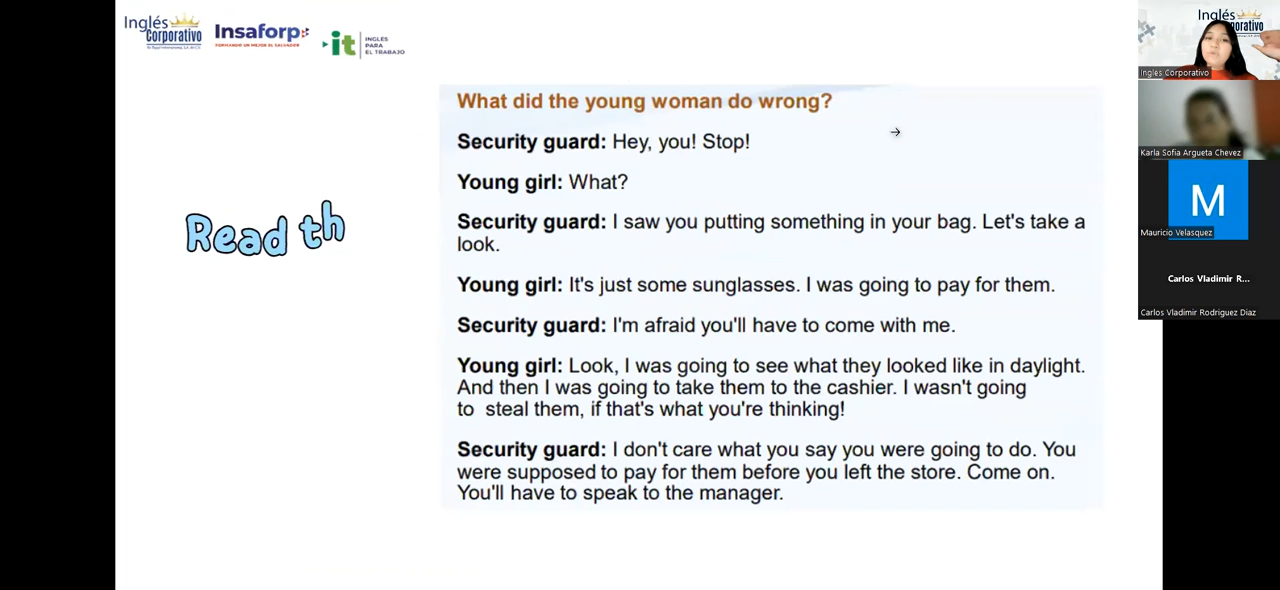 Inglés
Corporativo
Insaforp
FORMANDO UN MEJOR EL SALVADOR
it
INGLÉS
PARA
EL TRABAJO
Read th
What did the young woman do wrong?
Security guard: Hey, you! Stop!
Young girl: What?
Security guard: I saw you putting something in your bag. Let's take a
look.
Young girl: It's just some sunglasses. I was going to pay for them.
Security guard: I'm afraid you'll have to come with me.
Young girl: Look, I was going to see what they looked like in daylight.
And then I was going to take them to the cashier. I wasn't going
to steal them, if that's what you're thinking!
Security guard: I don't care what you say you were going to do. You
were supposed to pay for them before you left the store. Come on.
You'll have to speak to the manager.
Inglés
Ingles Corporativo
Karla Sofia Argueta Chevez
M
Mauricio Velasquez
Carlos Vladimir R...
Carlos Vladimir Rodriguez Diaz